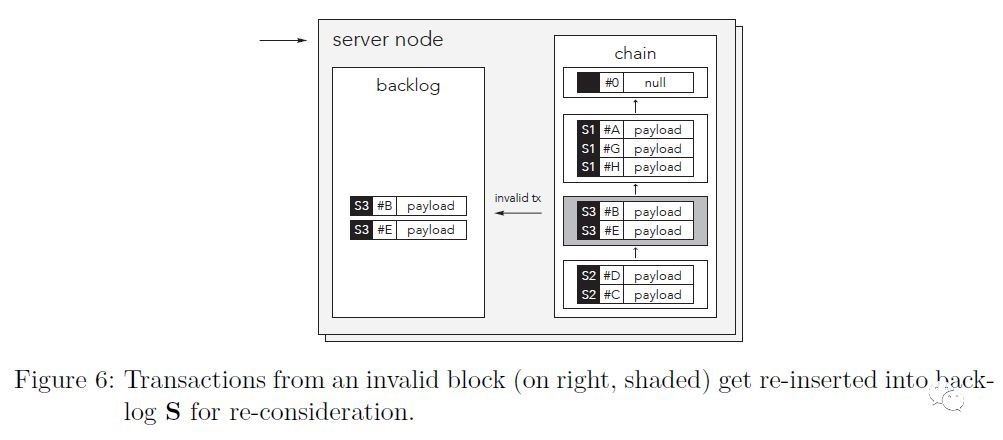 server node
backlog
S3 #B payload
S3 #E payload
invalid tx
chain
#0 null
S1 #A payload
S1 #G payload
S1 #H payload
S3 #B payload
S3 #E payload
S2 #D payload
S2 #C payload
Figure 6: Transactions from an invalid block (on right, shaded) get re-inserted into back-
log S for re-consideration.